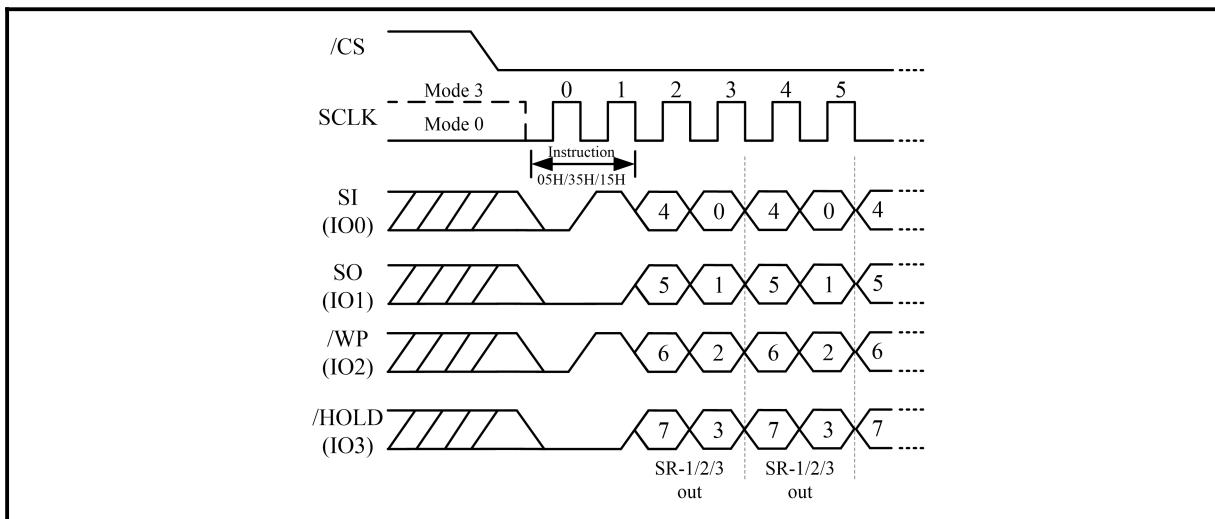 /CS
Mode 3
0 1 2 3 4 5
SCLK
Mode 0
Instruction
05H/35H/15H
SI
(IO0)
4 0 4 0 4
SO
(IO1)
5 1 5 1 5
/WP
(IO2)
6 2 6 2 6
/HOLD
(IO3)
7 3 7 3 7
SR-1/2/3
out
SR-1/2/3
out